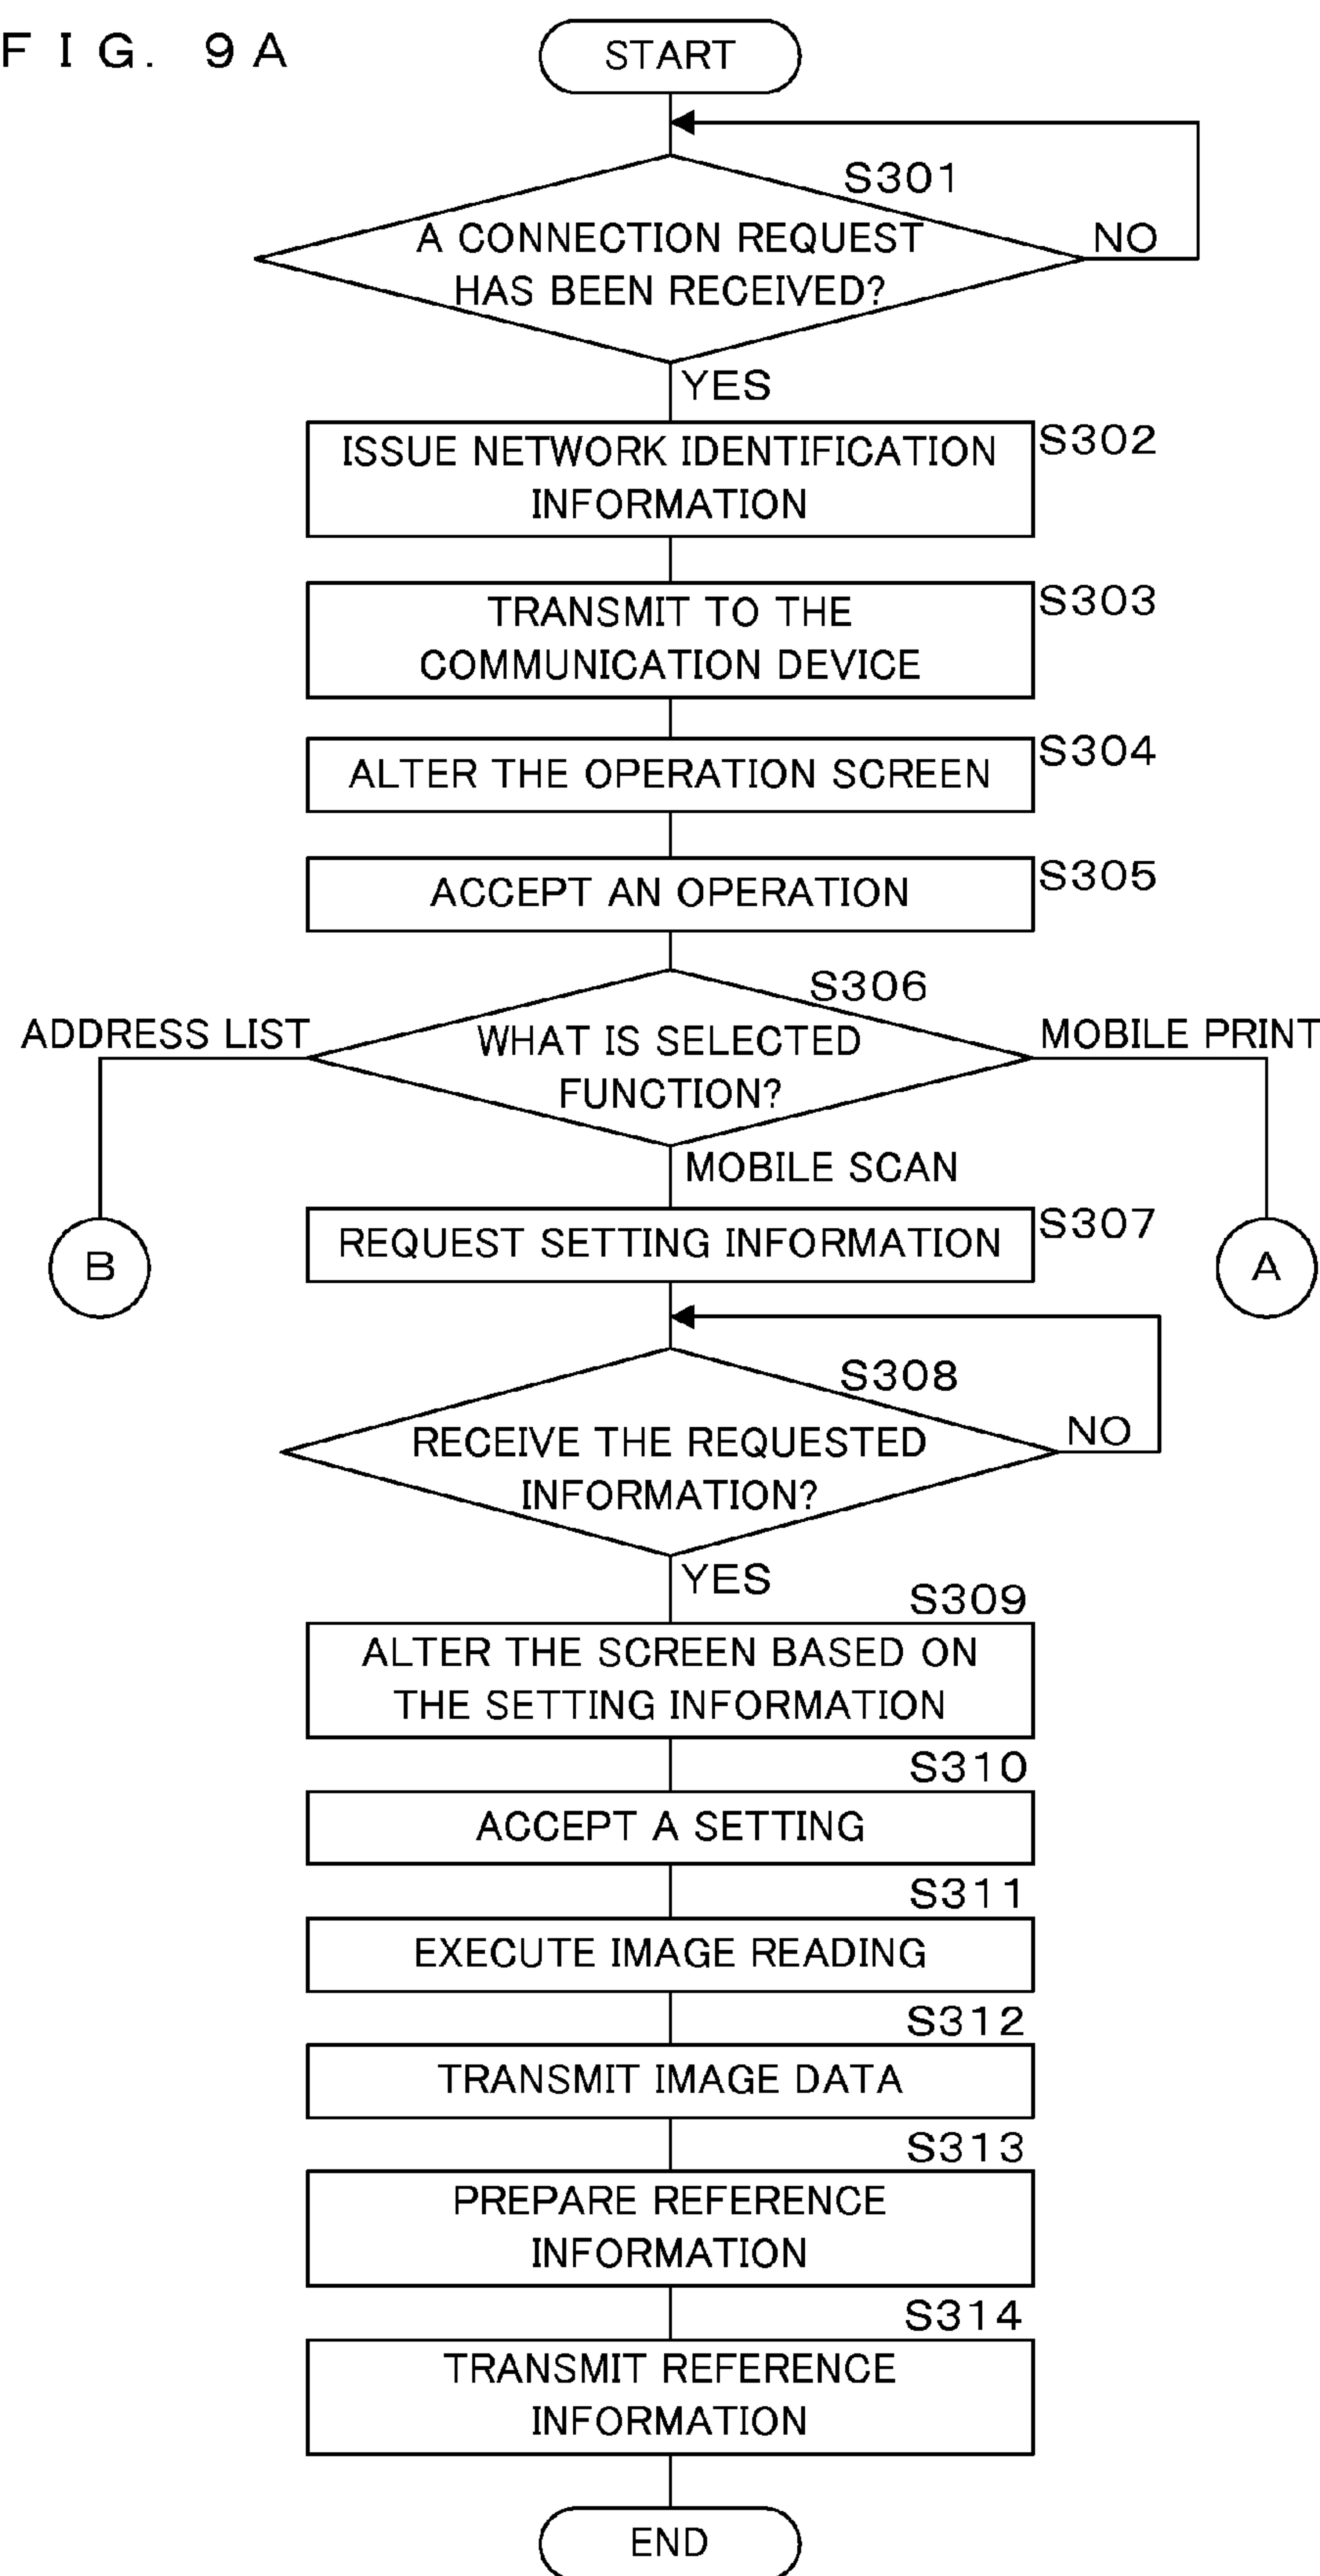 FIG. 9A
START
S301
A CONNECTION REQUEST
HAS BEEN RECEIVED?
NO
YES
ISSUE NETWORK IDENTIFICATION
INFORMATION
S302
TRANSMIT TO THE
COMMUNICATION DEVICE
S303
ALTER THE OPERATION SCREEN
S304
ACCEPT AN OPERATION
S305
S306
ADDRESS LIST
WHAT IS SELECTED
FUNCTION?
MOBILE PRINT
MOBILE SCAN
B
REQUEST SETTING INFORMATION
S307
A
S308
RECEIVE THE REQUESTED
INFORMATION?
NO
YES
S309
ALTER THE SCREEN BASED ON
THE SETTING INFORMATION
S310
ACCEPT A SETTING
S311
EXECUTE IMAGE READING
S312
TRANSMIT IMAGE DATA
S313
PREPARE REFERENCE
INFORMATION
S314
TRANSMIT REFERENCE
INFORMATION
END